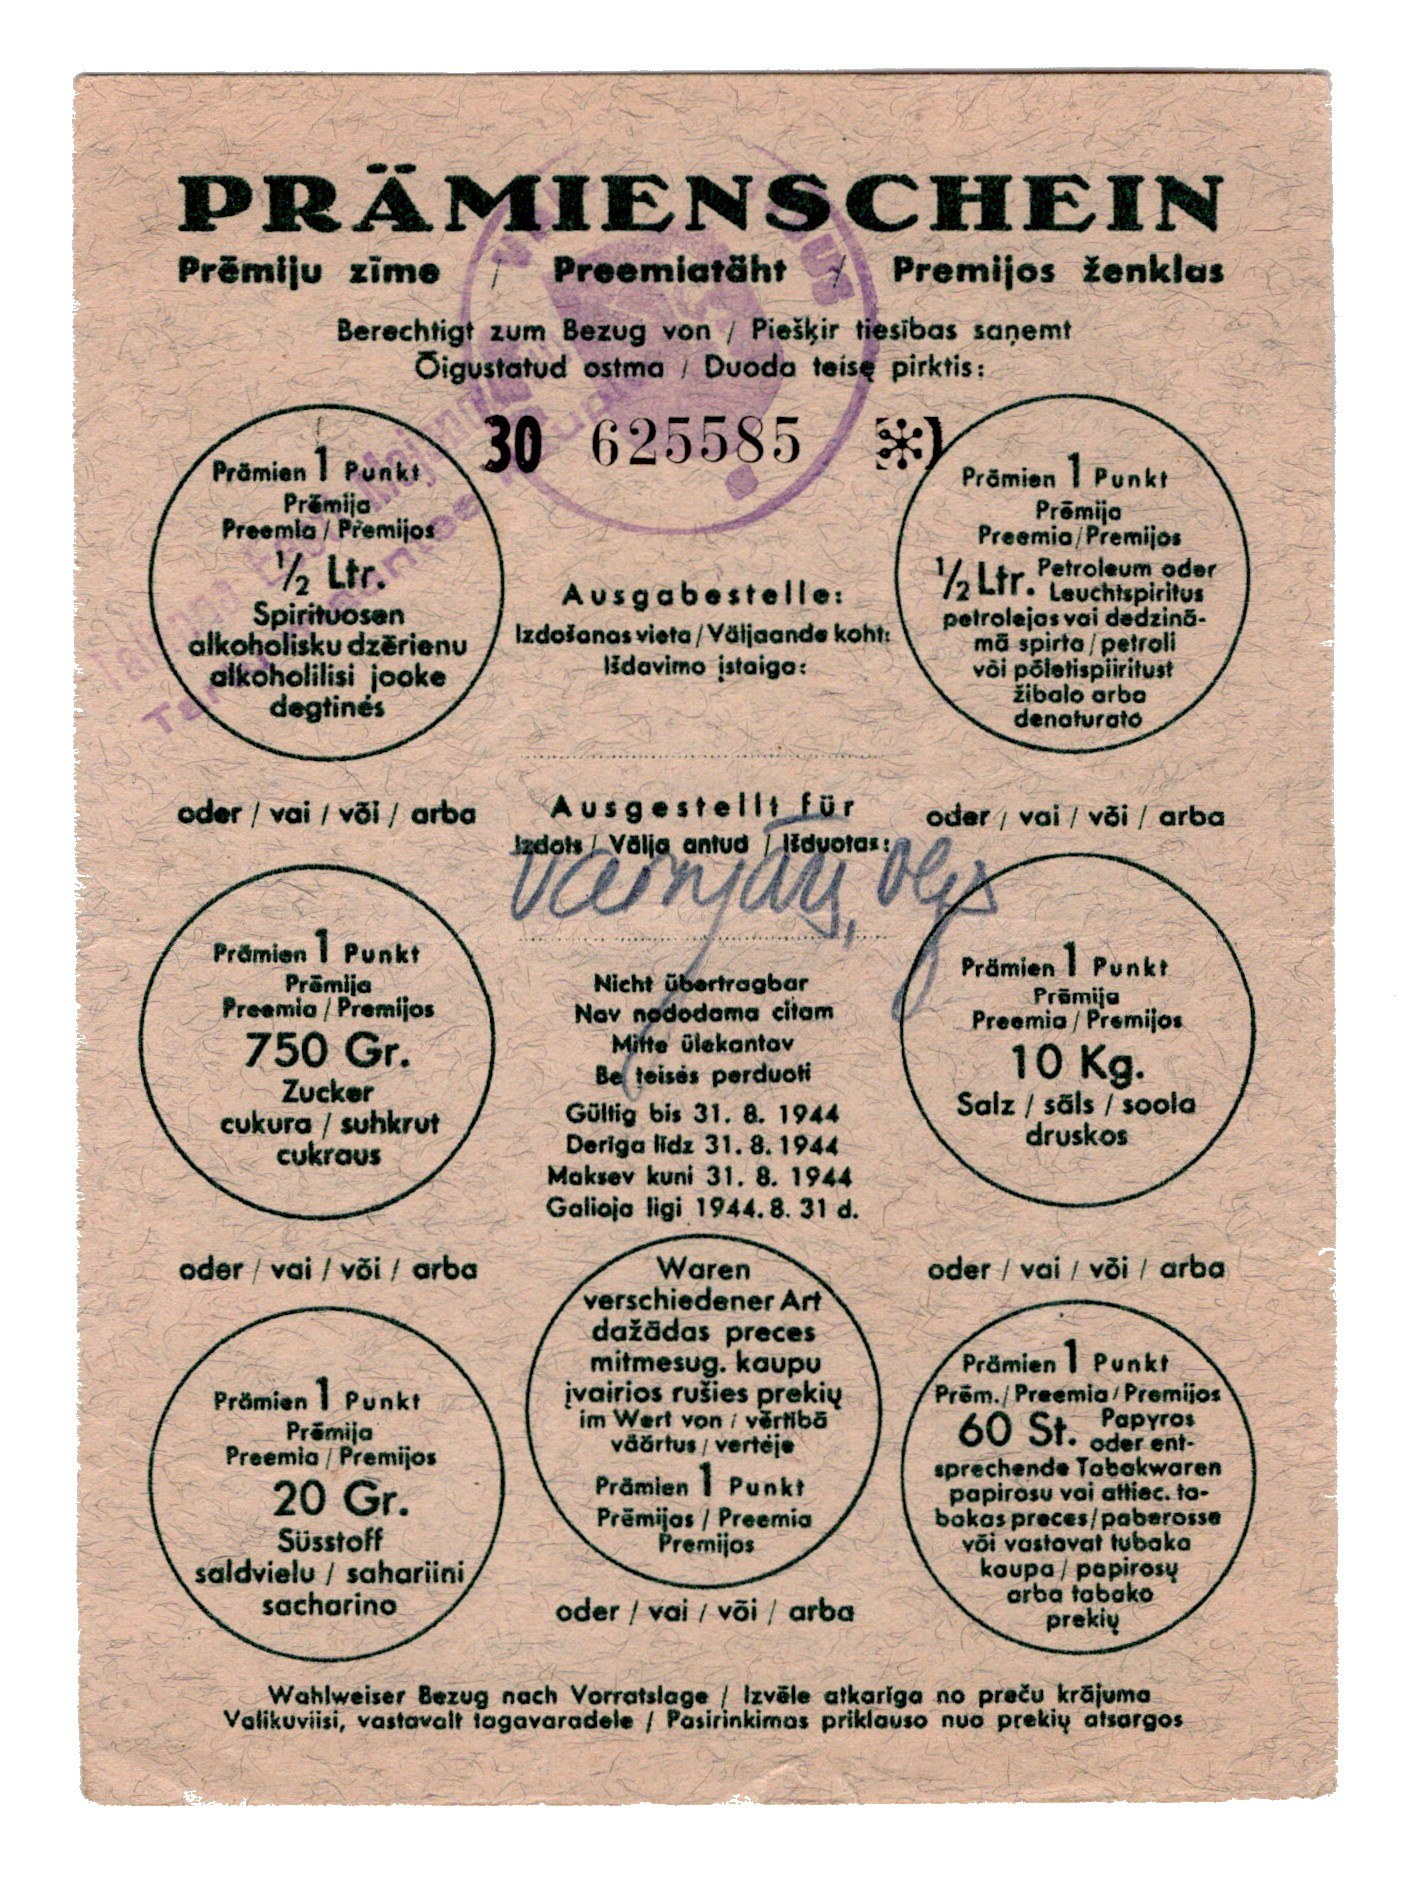 PRÄMIENSCHEIN
Prēmiju zīme / Preemiatäht / Premijos ženklas
Berechtigt zum Bezug von / Piešķir tiesības saņemt
Õigustatud ostma / Duoda teisę pirktis:
30 625585
Prämien 1 Punkt
Prēmija
Preemia / Premijos
½ Ltr.
Spirituosen
alkoholisku dzērienu
alkoholilisi jooke
degtinės
Prämien 1 Punkt
Prēmija
Preemia / Premijos
½ Ltr. Petroleum oder
Leuchtspiritus
petrolejas vai dedzinā-
mā spirta / petroli
või põletispiiritust
žibalo arba
denaturato
Ausgabestelle:
Izdošanas vieta / Väljaande koht:
Išdavimo įstaiga:
oder / vai / või / arba
Ausgestellt für
Izdots / Välja antud / Išduotas:
oder / vai / või / arba
Prämien 1 Punkt
Prēmija
Preemia / Premijos
750 Gr.
Zucker
cukura / suhkrut
cukraus
Nicht übertragbar
Nav nododama citam
Mitte ülekantav
Be teisės perduoti
Gültig bis 31. 8. 1944
Derīga līdz 31. 8. 1944
Maksev kuni 31. 8. 1944
Galioja ligi 1944. 8. 31 d.
Prämien 1 Punkt
Prēmija
Preemia / Premijos
10 Kg.
Salz / sāls / soola
druskos
oder / vai / või / arba
oder / vai / või / arba
Prämien 1 Punkt
Prēmija
Preemia / Premijos
20 Gr.
Süsstoff
saldvielu / sahariini
sacharino
Waren
verschiedener Art
dažādas preces
mitmesug. kaupu
įvairios rušies prekių
im Wert von / vērtībā
väärtus / vertėje
Prämien 1 Punkt
Prēmijas / Preemia
Premijos
oder / vai / või / arba
Prämien 1 Punkt
Prēm. / Preemia / Premijos
60 St. Papyros
oder ent-
sprechende Tabakwaren
papirosu vai attiec. ta-
bakas preces / paberosse
või vastavat tubaka
kaupa / papirosų
arba tabako
prekių
Wahlweiser Bezug nach Vorratslage / Izvēle atkarīga no preču krājuma
Valikuviisi, vastavalt tagavaradele / Pasirinkimas priklauso nuo prekių atsargos